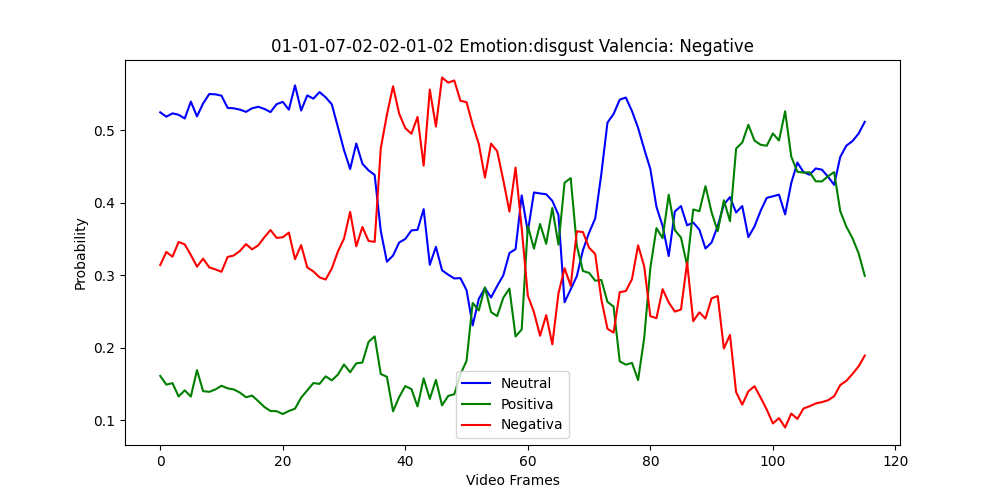 01-01-07-02-02-01-02 Emotion:disgust Valencia: Negative
Probability
0.5
0.4
0.3
0.2
0.1
Neutral
Positiva
Negativa
0 20 40 60 80 100 120
Video Frames